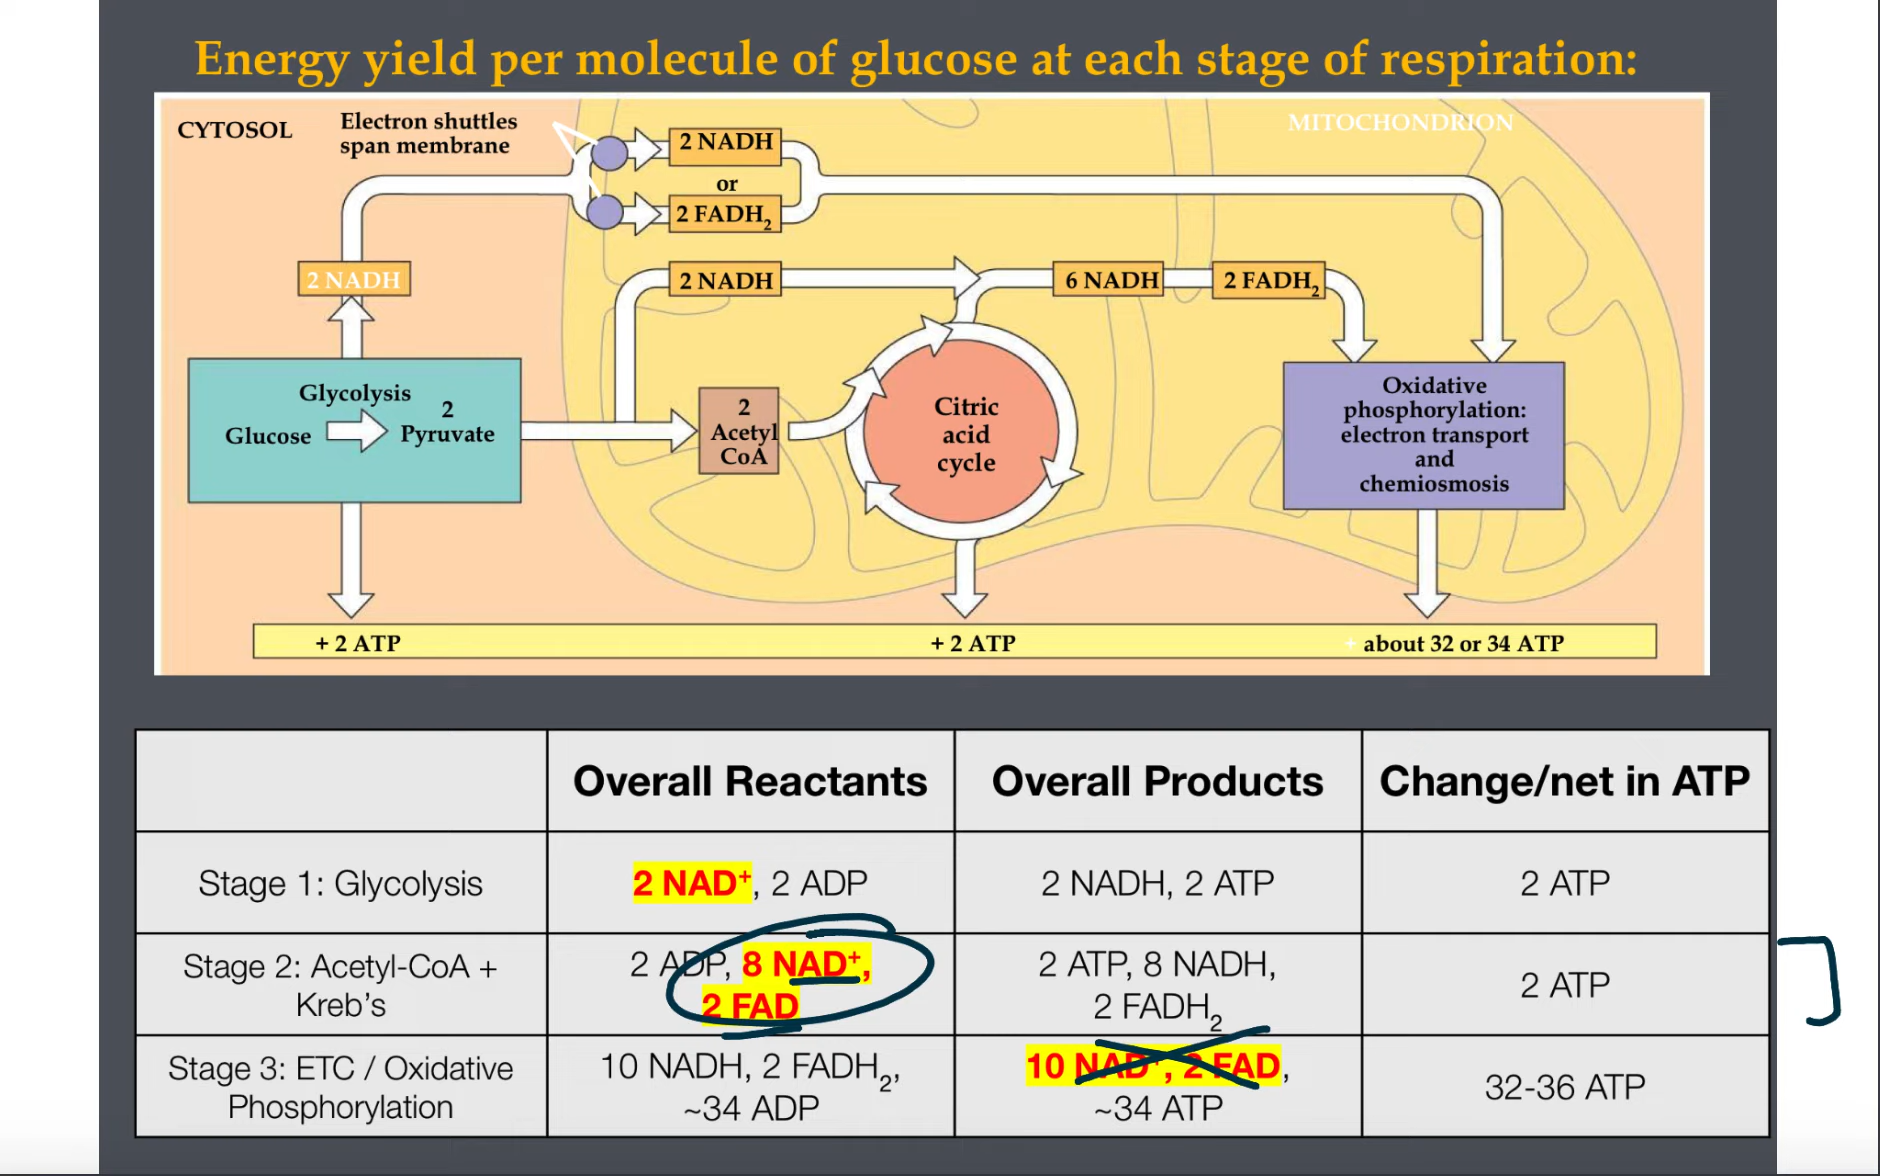 Energy yield per molecule of glucose at each stage of respiration:
CYTOSOL
Electron shuttles
span membrane
MITOCHONDRION
2 NADH
or
2 FADH₂
2 NADH
2 NADH
6 NADH
2 FADH₂
Glycolysis
Glucose
2
Pyruvate
2
Acetyl
CoA
Citric
acid
cycle
Oxidative
phosphorylation:
electron transport
and
chemiosmosis
+ 2 ATP
+ 2 ATP
+ about 32 or 34 ATP
Overall Reactants
Overall Products
Change/net in ATP
Stage 1: Glycolysis
2 NAD⁺, 2 ADP
2 NADH, 2 ATP
2 ATP
Stage 2: Acetyl-CoA +
Kreb's
2 ADP, 8 NAD⁺,
2 FAD
2 ATP, 8 NADH,
2 FADH₂
2 ATP
Stage 3: ETC / Oxidative
Phosphorylation
10 NADH, 2 FADH₂,
~34 ADP
10 NAD⁺, 2 FAD,
~34 ATP
32-36 ATP